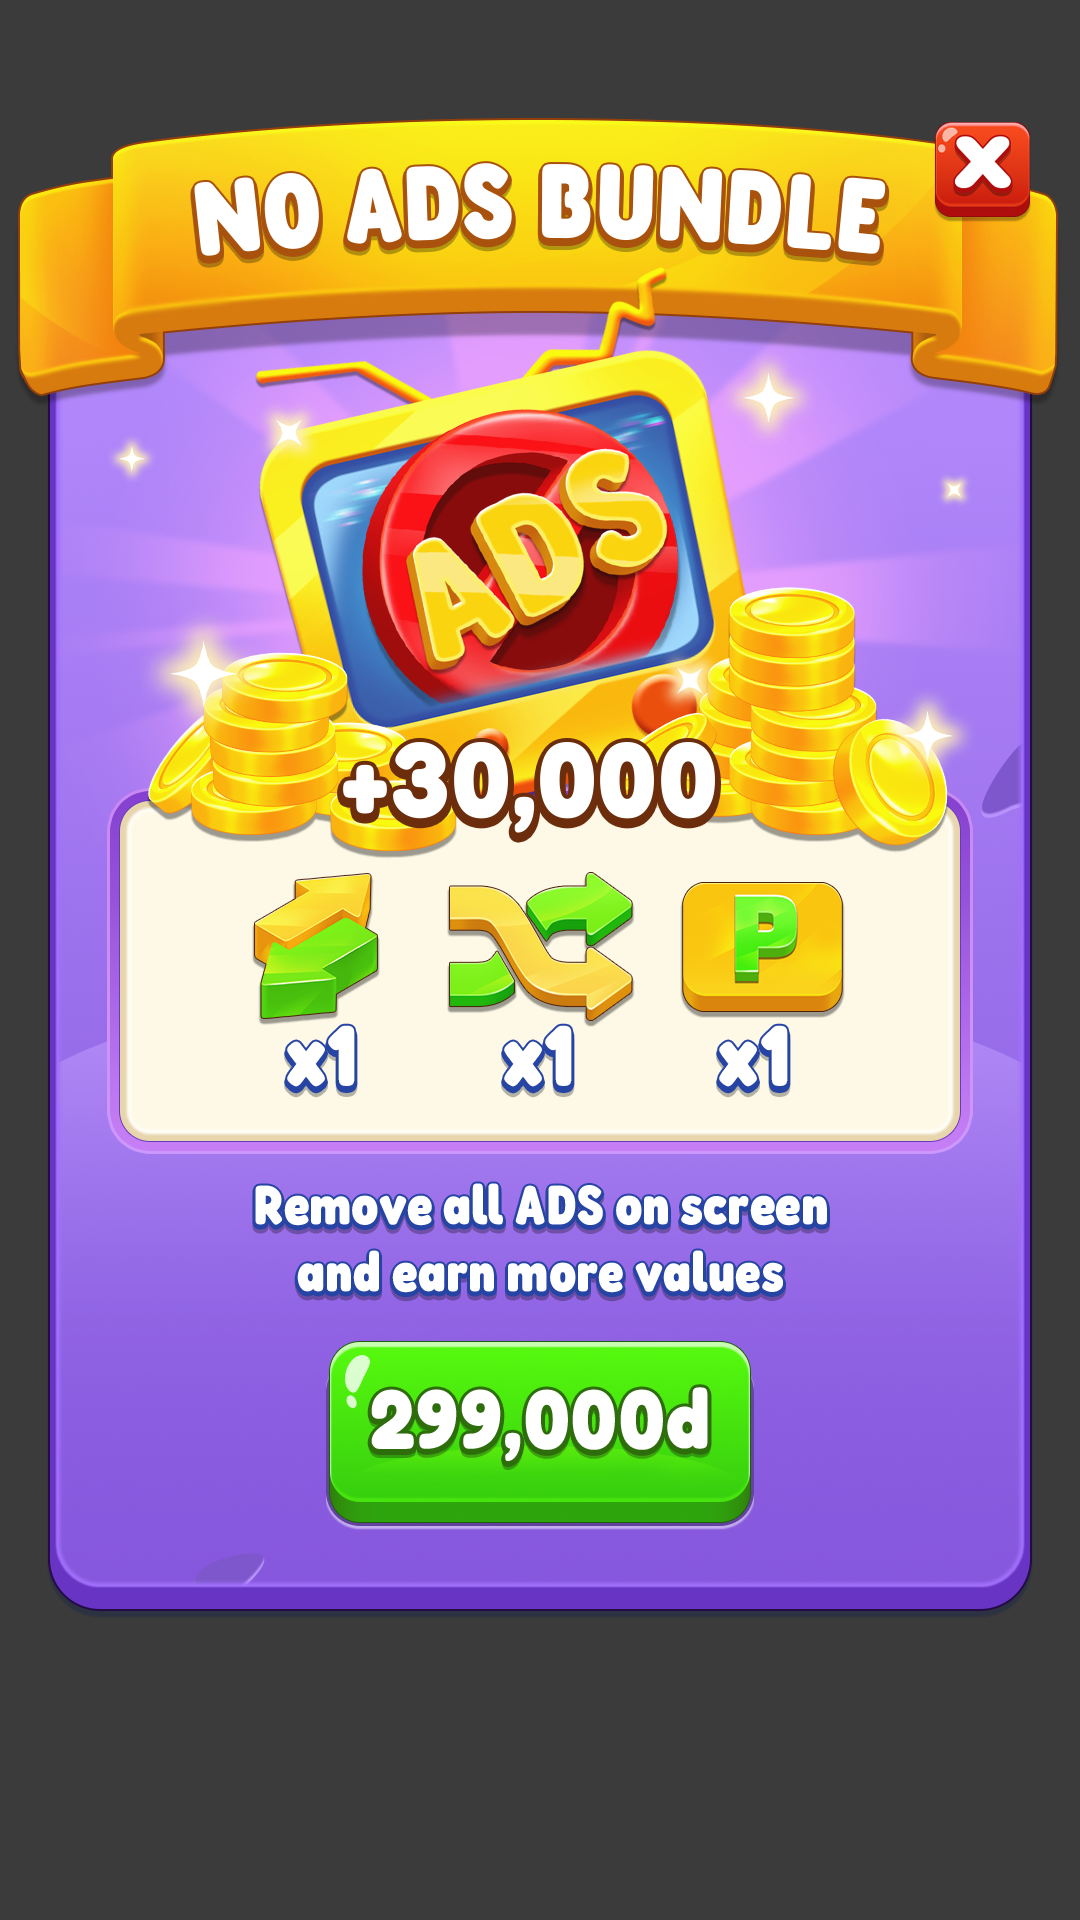 NO ADS BUNDLE
ADS
+30,000
P
x1 x1 x1
Remove all ADS on screen
and earn more values
299,000d